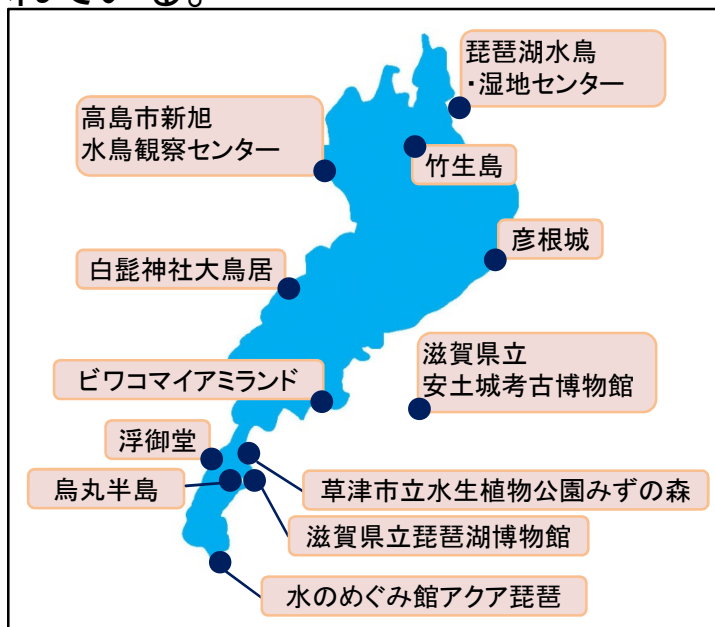 れている。
琵琶湖水鳥
・湿地センター
高島市新旭
水鳥観察センター
竹生島
彦根城
白髭神社大鳥居
滋賀県立
安土城考古博物館
ビワコマイアミランド
浮御堂
烏丸半島
草津市立水生植物公園みずの森
滋賀県立琵琶湖博物館
水のめぐみ館アクア琵琶